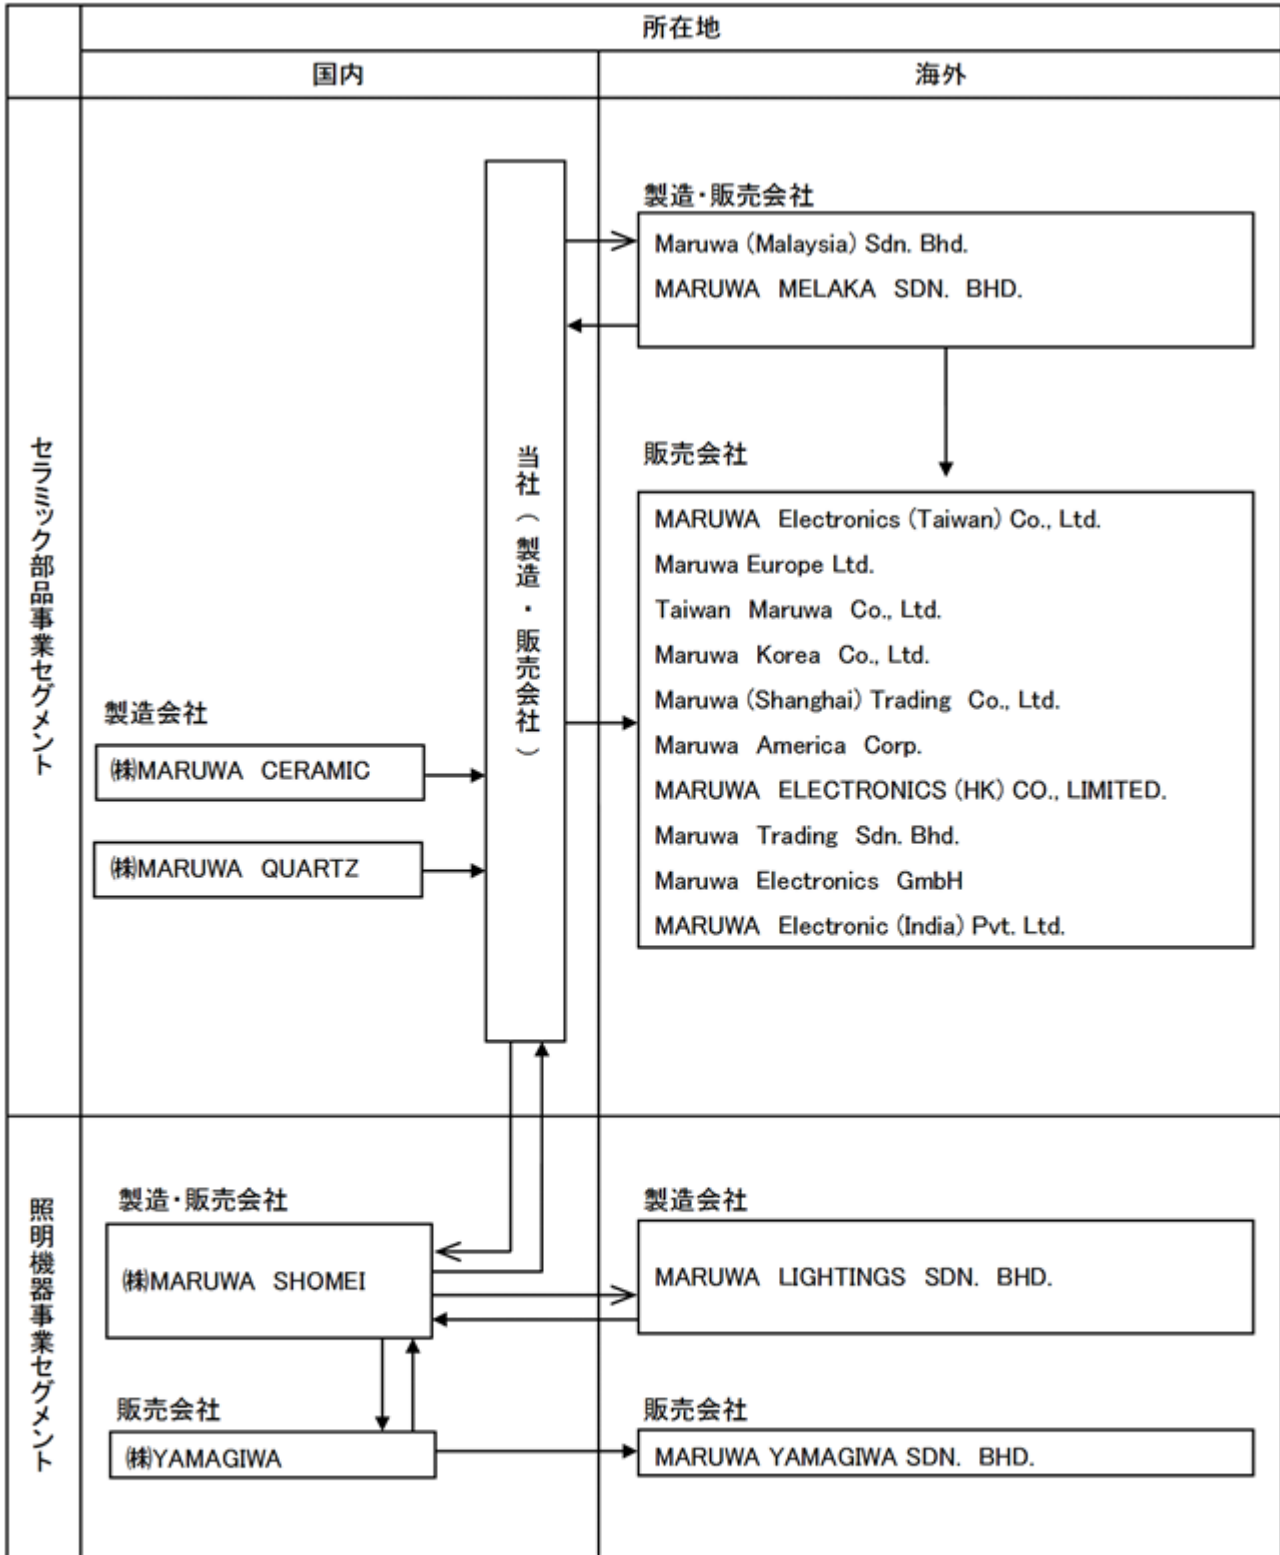 所在地
国内
海外
セラミック部品事業セグメント
当社(製造・販売会社)
製造・販売会社
Maruwa (Malaysia) Sdn. Bhd.
MARUWA MELAKA SDN. BHD.
販売会社
MARUWA Electronics (Taiwan) Co., Ltd.
Maruwa Europe Ltd.
Taiwan Maruwa Co., Ltd.
Maruwa Korea Co., Ltd.
Maruwa (Shanghai) Trading Co., Ltd.
Maruwa America Corp.
MARUWA ELECTRONICS (HK) CO., LIMITED.
Maruwa Trading Sdn. Bhd.
Maruwa Electronics GmbH
MARUWA Electronic (India) Pvt. Ltd.
製造会社
㈱MARUWA CERAMIC
㈱MARUWA QUARTZ
照明機器事業セグメント
製造・販売会社
㈱MARUWA SHOMEI
製造会社
MARUWA LIGHTINGS SDN. BHD.
販売会社
㈱YAMAGIWA
販売会社
MARUWA YAMAGIWA SDN. BHD.